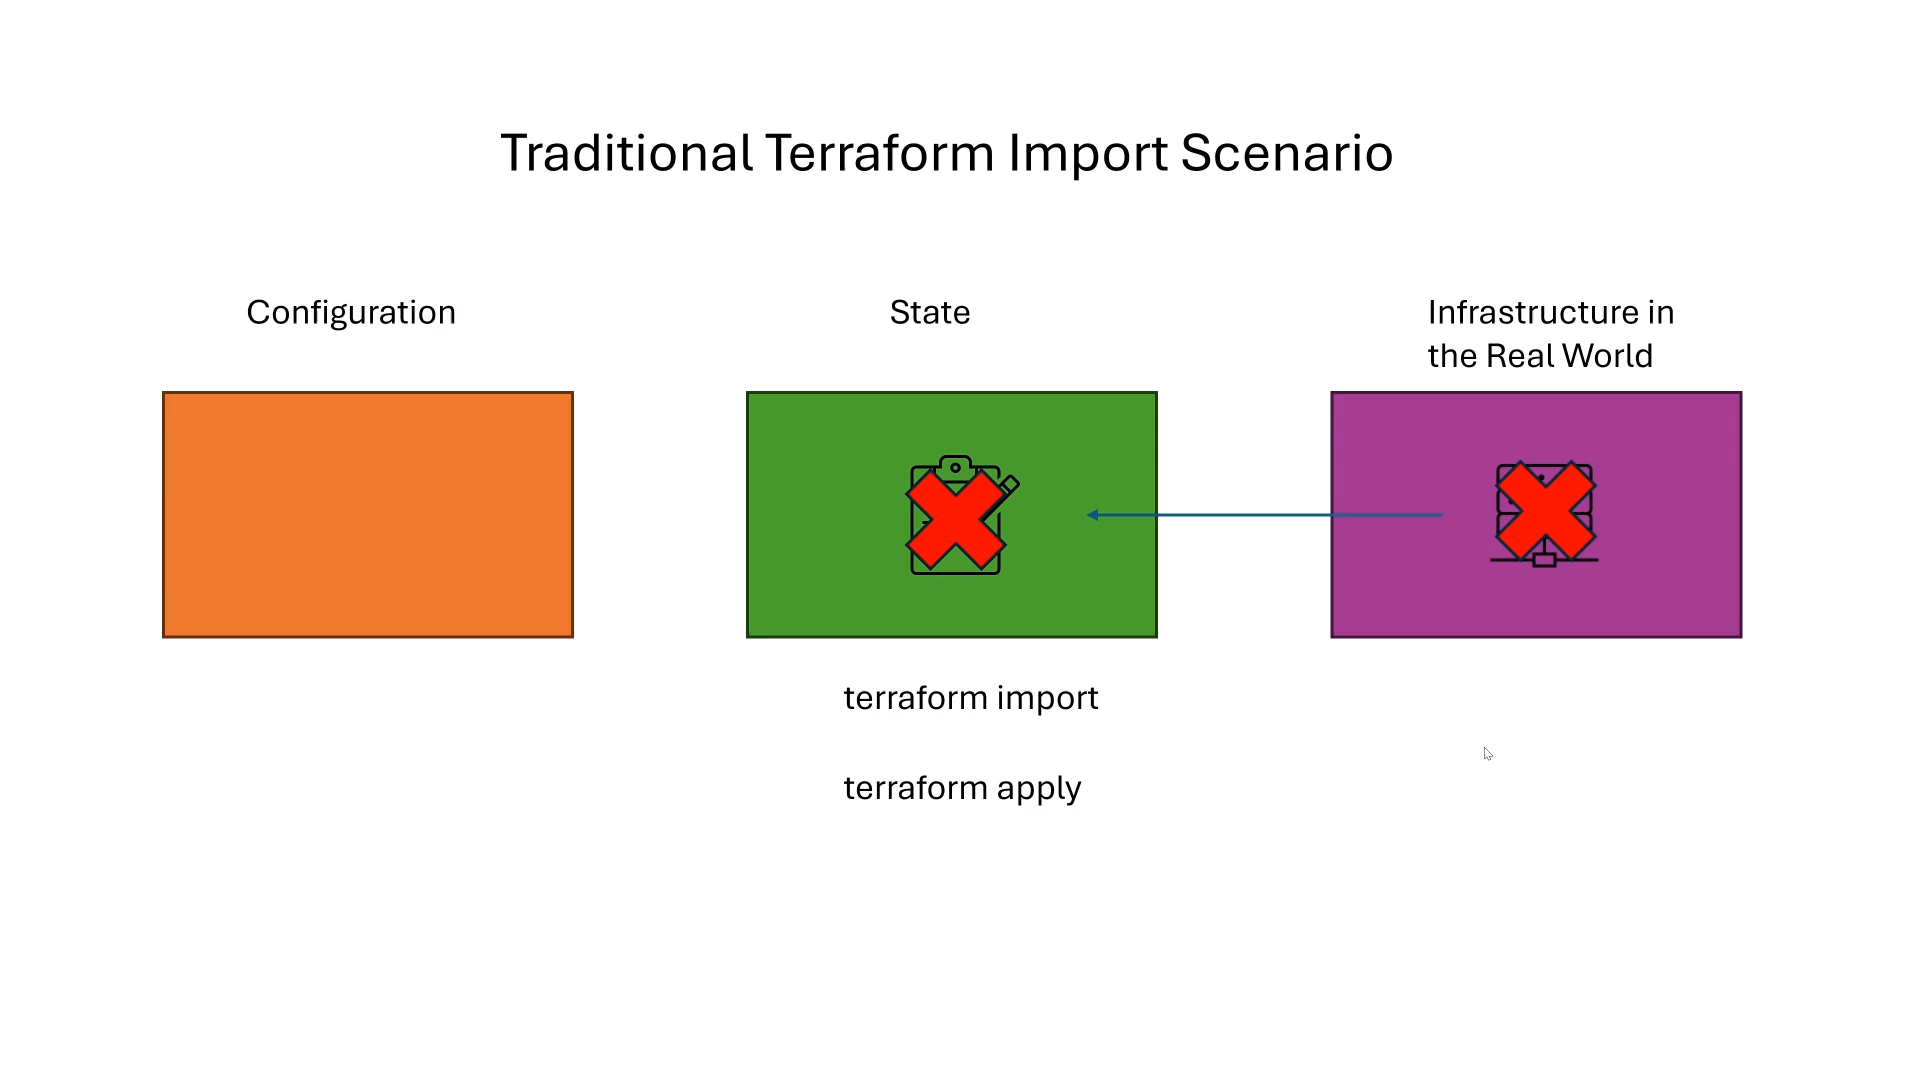 Traditional Terraform Import Scenario
Configuration
State
Infrastructure in
the Real World
terraform import
terraform apply